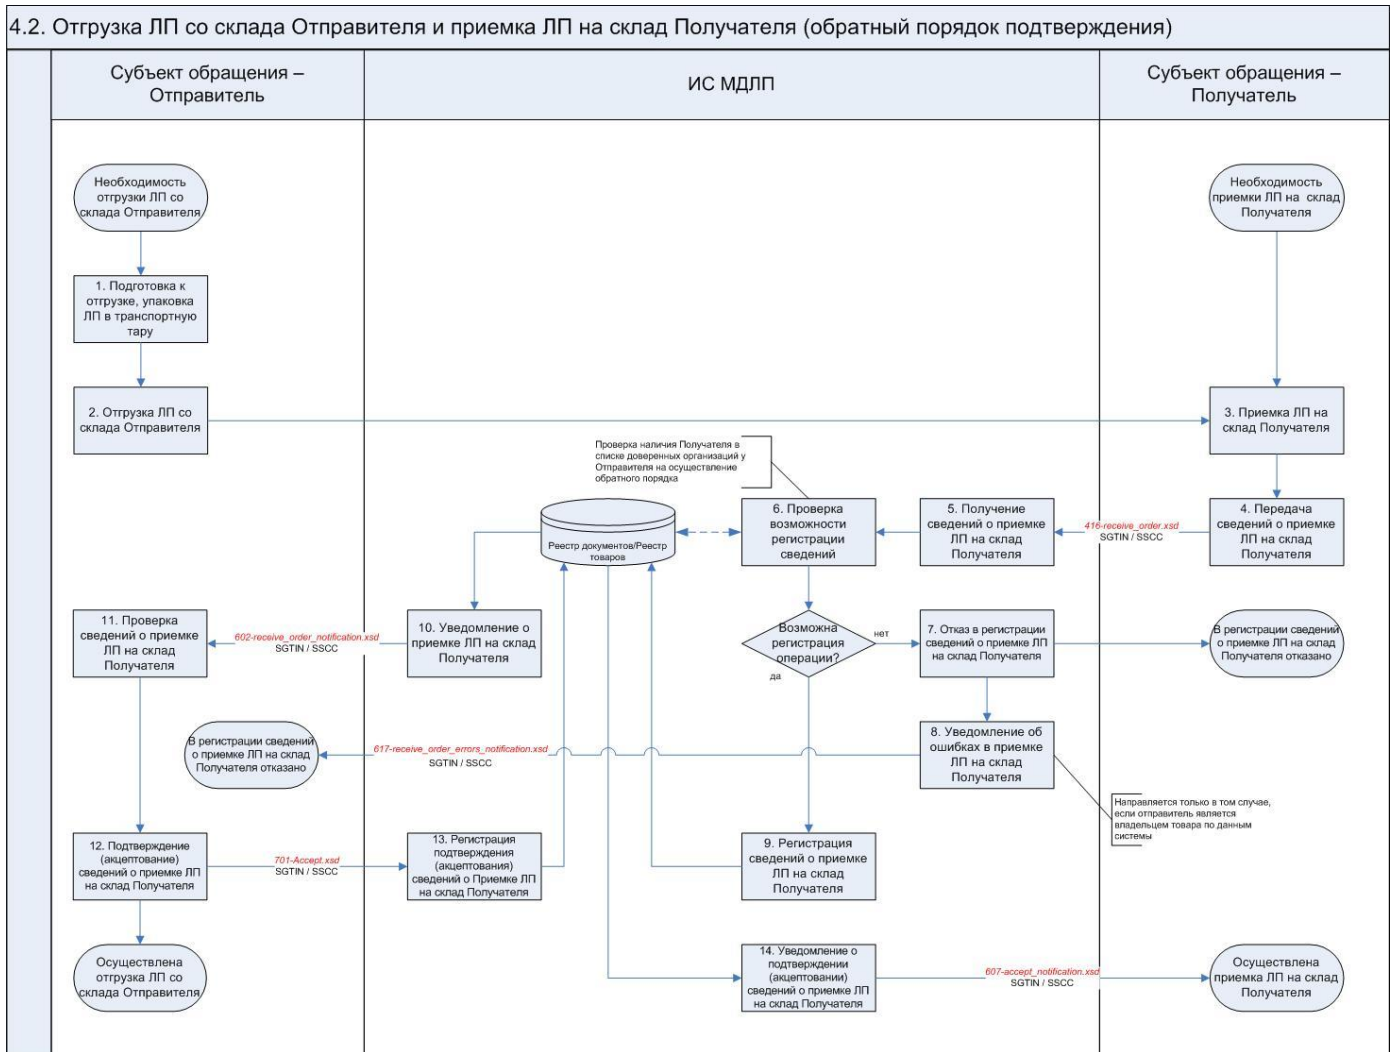 4.2. Отгрузка ЛП со склада Отправителя и приемка ЛП на склад Получателя (обратный порядок подтверждения)
Субъект обращения –
Отправитель
ИС МДЛП
Субъект обращения –
Получатель
Необходимость
отгрузки ЛП со
склада Отправителя
Необходимость
приемки ЛП на склад
Получателя
1. Подготовка к
отгрузке, упаковка
ЛП в транспортную
тару
2. Отгрузка ЛП со
склада Отправителя
3. Приемка ЛП на
склад Получателя
Проверка наличия Получателя в
списке доверенных организаций у
Отправителя на осуществление
обратного порядка
Реестр документы/Реестр
товаров
6. Проверка
возможности
регистрации
сведений
5. Получение
сведений о приемке
ЛП на склад
Получателя
416-receive_order.xsd
SGTIN / SSCC
4. Передача
сведений о приемке
ЛП на склад
Получателя
11. Проверка
сведений о приемке
ЛП на склад
Получателя
602-receive_order_notification.xsd
SGTIN / SSCC
10. Уведомление о
приемке ЛП на склад
Получателя
Возможна
регистрация
операции?
нет
да
7. Отказ в регистрации
сведений о приемке ЛП
на склад Получателя
В регистрации сведений
о приемке ЛП на склад
Получателя отказано
В регистрации сведений
о приемке ЛП на склад
Получателя отказано
617-receive_order_errors_notification.xsd
SGTIN / SSCC
8. Уведомление об
ошибках в приемке
ЛП на склад
Получателя
Направляется только в том случае,
если отправитель является
владельцем товара по данным
системы
12. Подтверждение
(акцептование)
сведений о приемке ЛП
на склад Получателя
701-Accept.xsd
SGTIN / SSCC
13. Регистрация
подтверждения
(акцептования)
сведений о Приемке ЛП
на склад Получателя
9. Регистрация
сведений о приемке
ЛП на склад
Получателя
Осуществлена
отгрузка ЛП со
склада Отправителя
14. Уведомление о
подтверждении
(акцептовании)
сведений о приемке ЛП
на склад Получателя
607-accept_notification.xsd
SGTIN / SSCC
Осуществлена
приемка ЛП на склад
Получателя